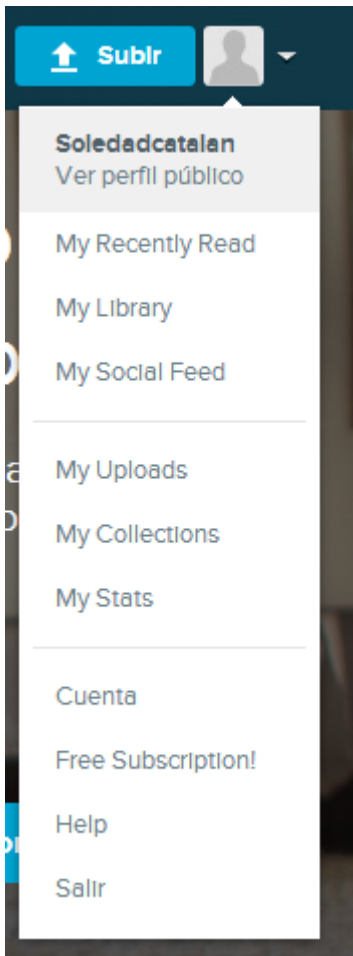 Subir
Soledadcatalan
Ver perfil público
My Recently Read
My Library
My Social Feed
My Uploads
My Collections
My Stats
Cuenta
Free Subscription!
Help
Salir